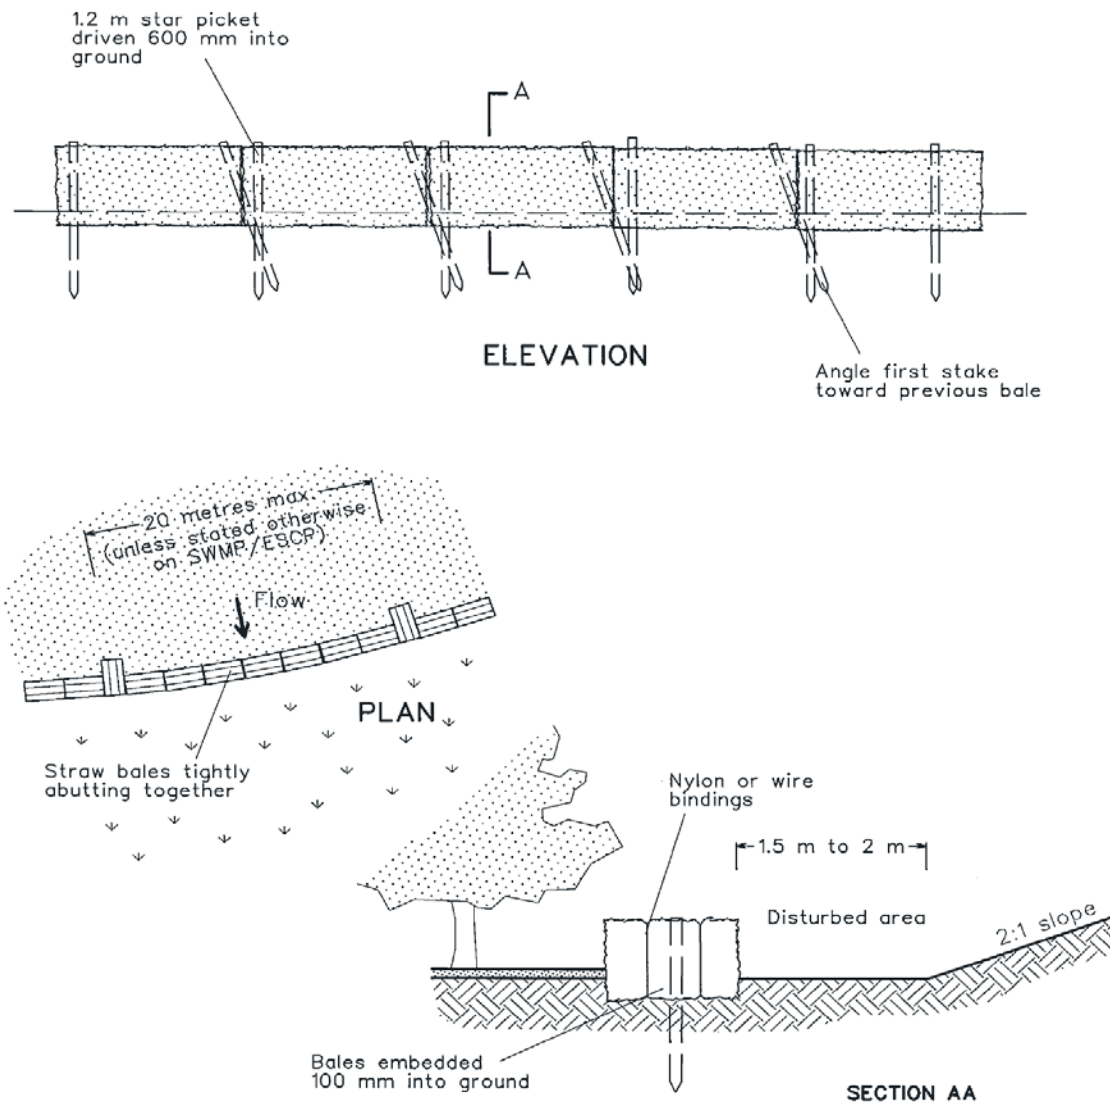 1.2 m star picket
driven 600 mm into
ground
A
A
ELEVATION
Angle first stake
toward previous bale
20 metres max.
(unless stated otherwise
on SWMP/ESCP)
Flow
PLAN
Straw bales tightly
abutting together
Nylon or wire
bindings
1.5 m to 2 m
Disturbed area
2:1 slope
Bales embedded
100 mm into ground
SECTION AA